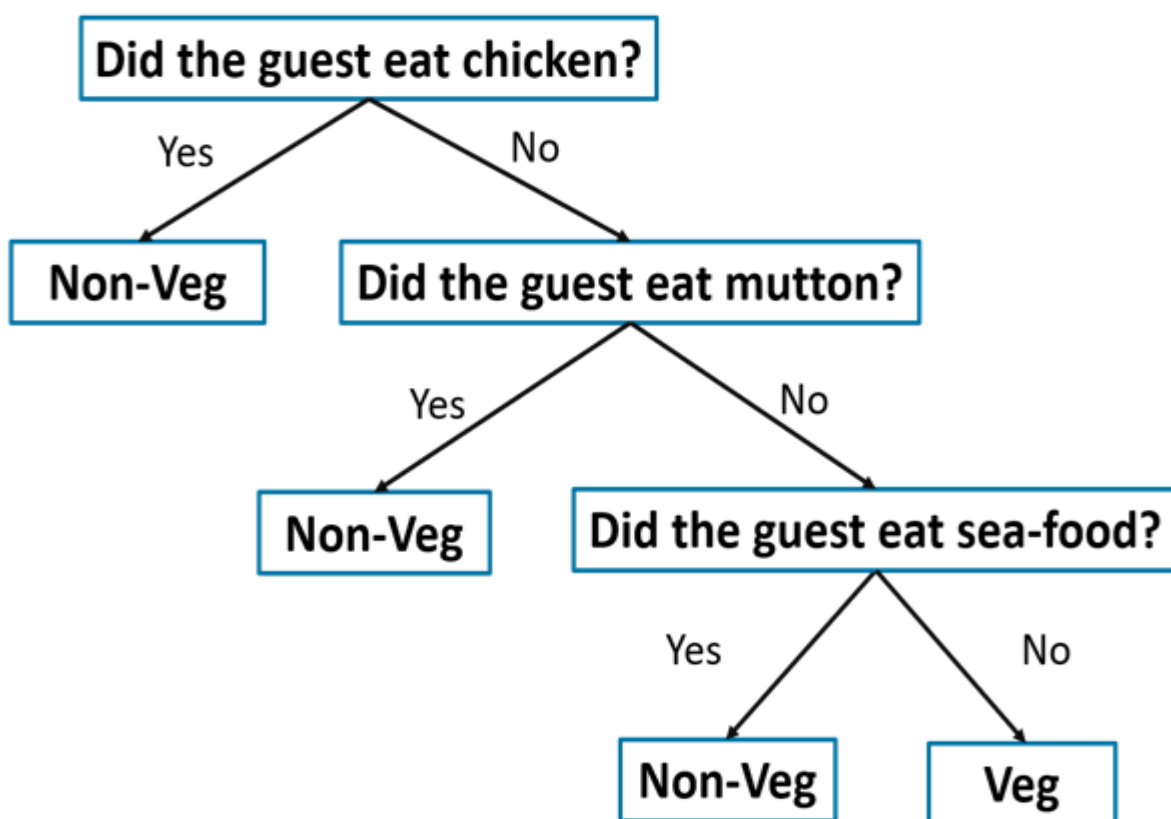 Did the guest eat chicken?
Yes
No
Non-Veg
Did the guest eat mutton?
Yes
No
Non-Veg
Did the guest eat sea-food?
Yes
No
Non-Veg
Veg